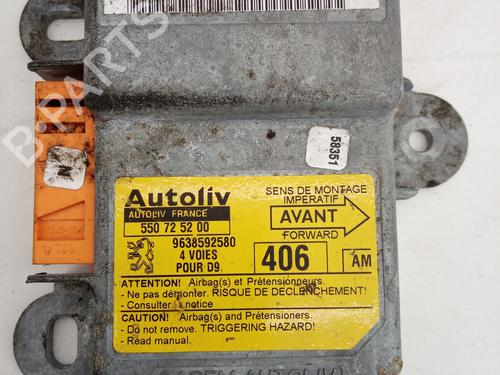 B-PARTS
N
58351
Autoliv
AUTOLIV FRANCE
550 72 52 00
9638592580
4 VOIES
POUR D9
SENS DE MONTAGE
IMPERATIF
AVANT
FORWARD
406
AM
ATTENTION! Airbag(s) et Prétensionneurs.
- Ne pas démonter. RISQUE DE DECLENCHEMENT!
- Consulter notice
CAUTION! Airbag(s) and Pretensioners.
- Do not remove. TRIGGERING HAZARD!
- Read manual.